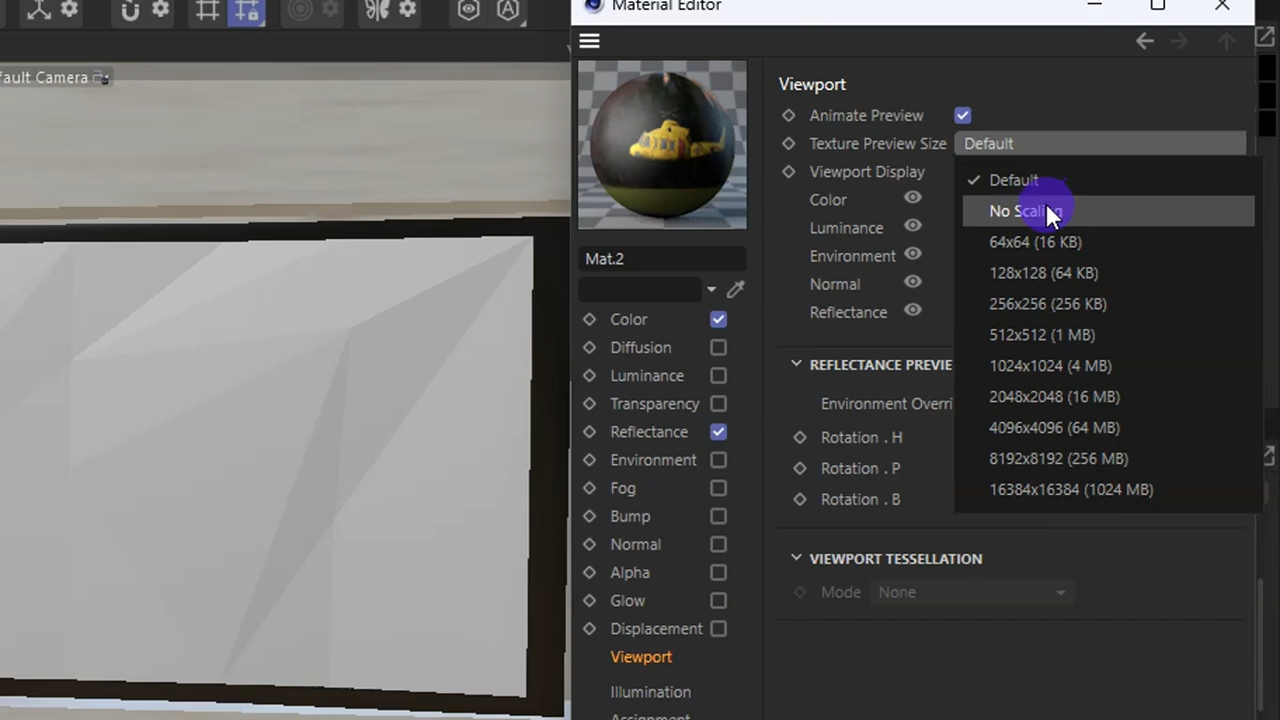 Material Editor
fault Camera
Viewport
Animate Preview
Texture Preview Size
Default
Viewport Display
Color
Luminance
Environment
Normal
Reflectance
Default
No Scaling
64x64 (16 KB)
128x128 (64 KB)
256x256 (256 KB)
512x512 (1 MB)
1024x1024 (4 MB)
2048x2048 (16 MB)
4096x4096 (64 MB)
8192x8192 (256 MB)
16384x16384 (1024 MB)
Mat.2
Color
Diffusion
Luminance
Transparency
Reflectance
Environment
Fog
Bump
Normal
Alpha
Glow
Displacement
Viewport
Illumination
Assignment
REFLECTANCE PREVIE
Environment Overri
Rotation . H
Rotation . P
Rotation . B
VIEWPORT TESSELLATION
Mode
None